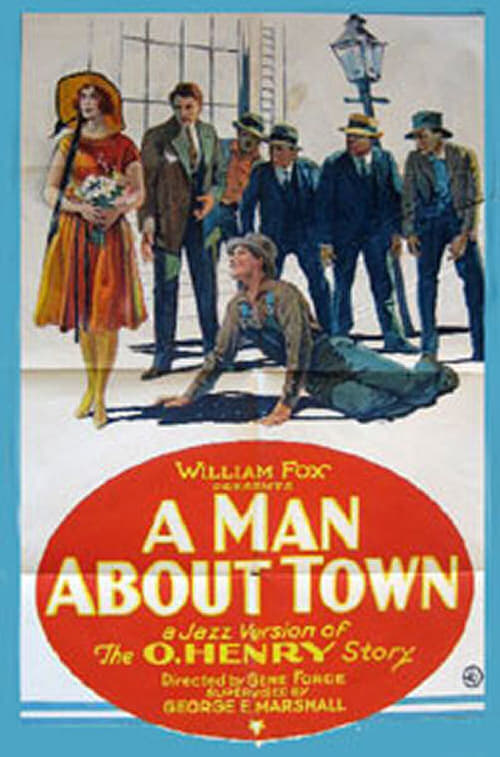 WILLIAM FOX
PRESENTS
A MAN
ABOUT TOWN
a Jazz Version of
The O. HENRY Story
Directed by GENE FORDE
SUPERVISED BY
GEORGE E. MARSHALL